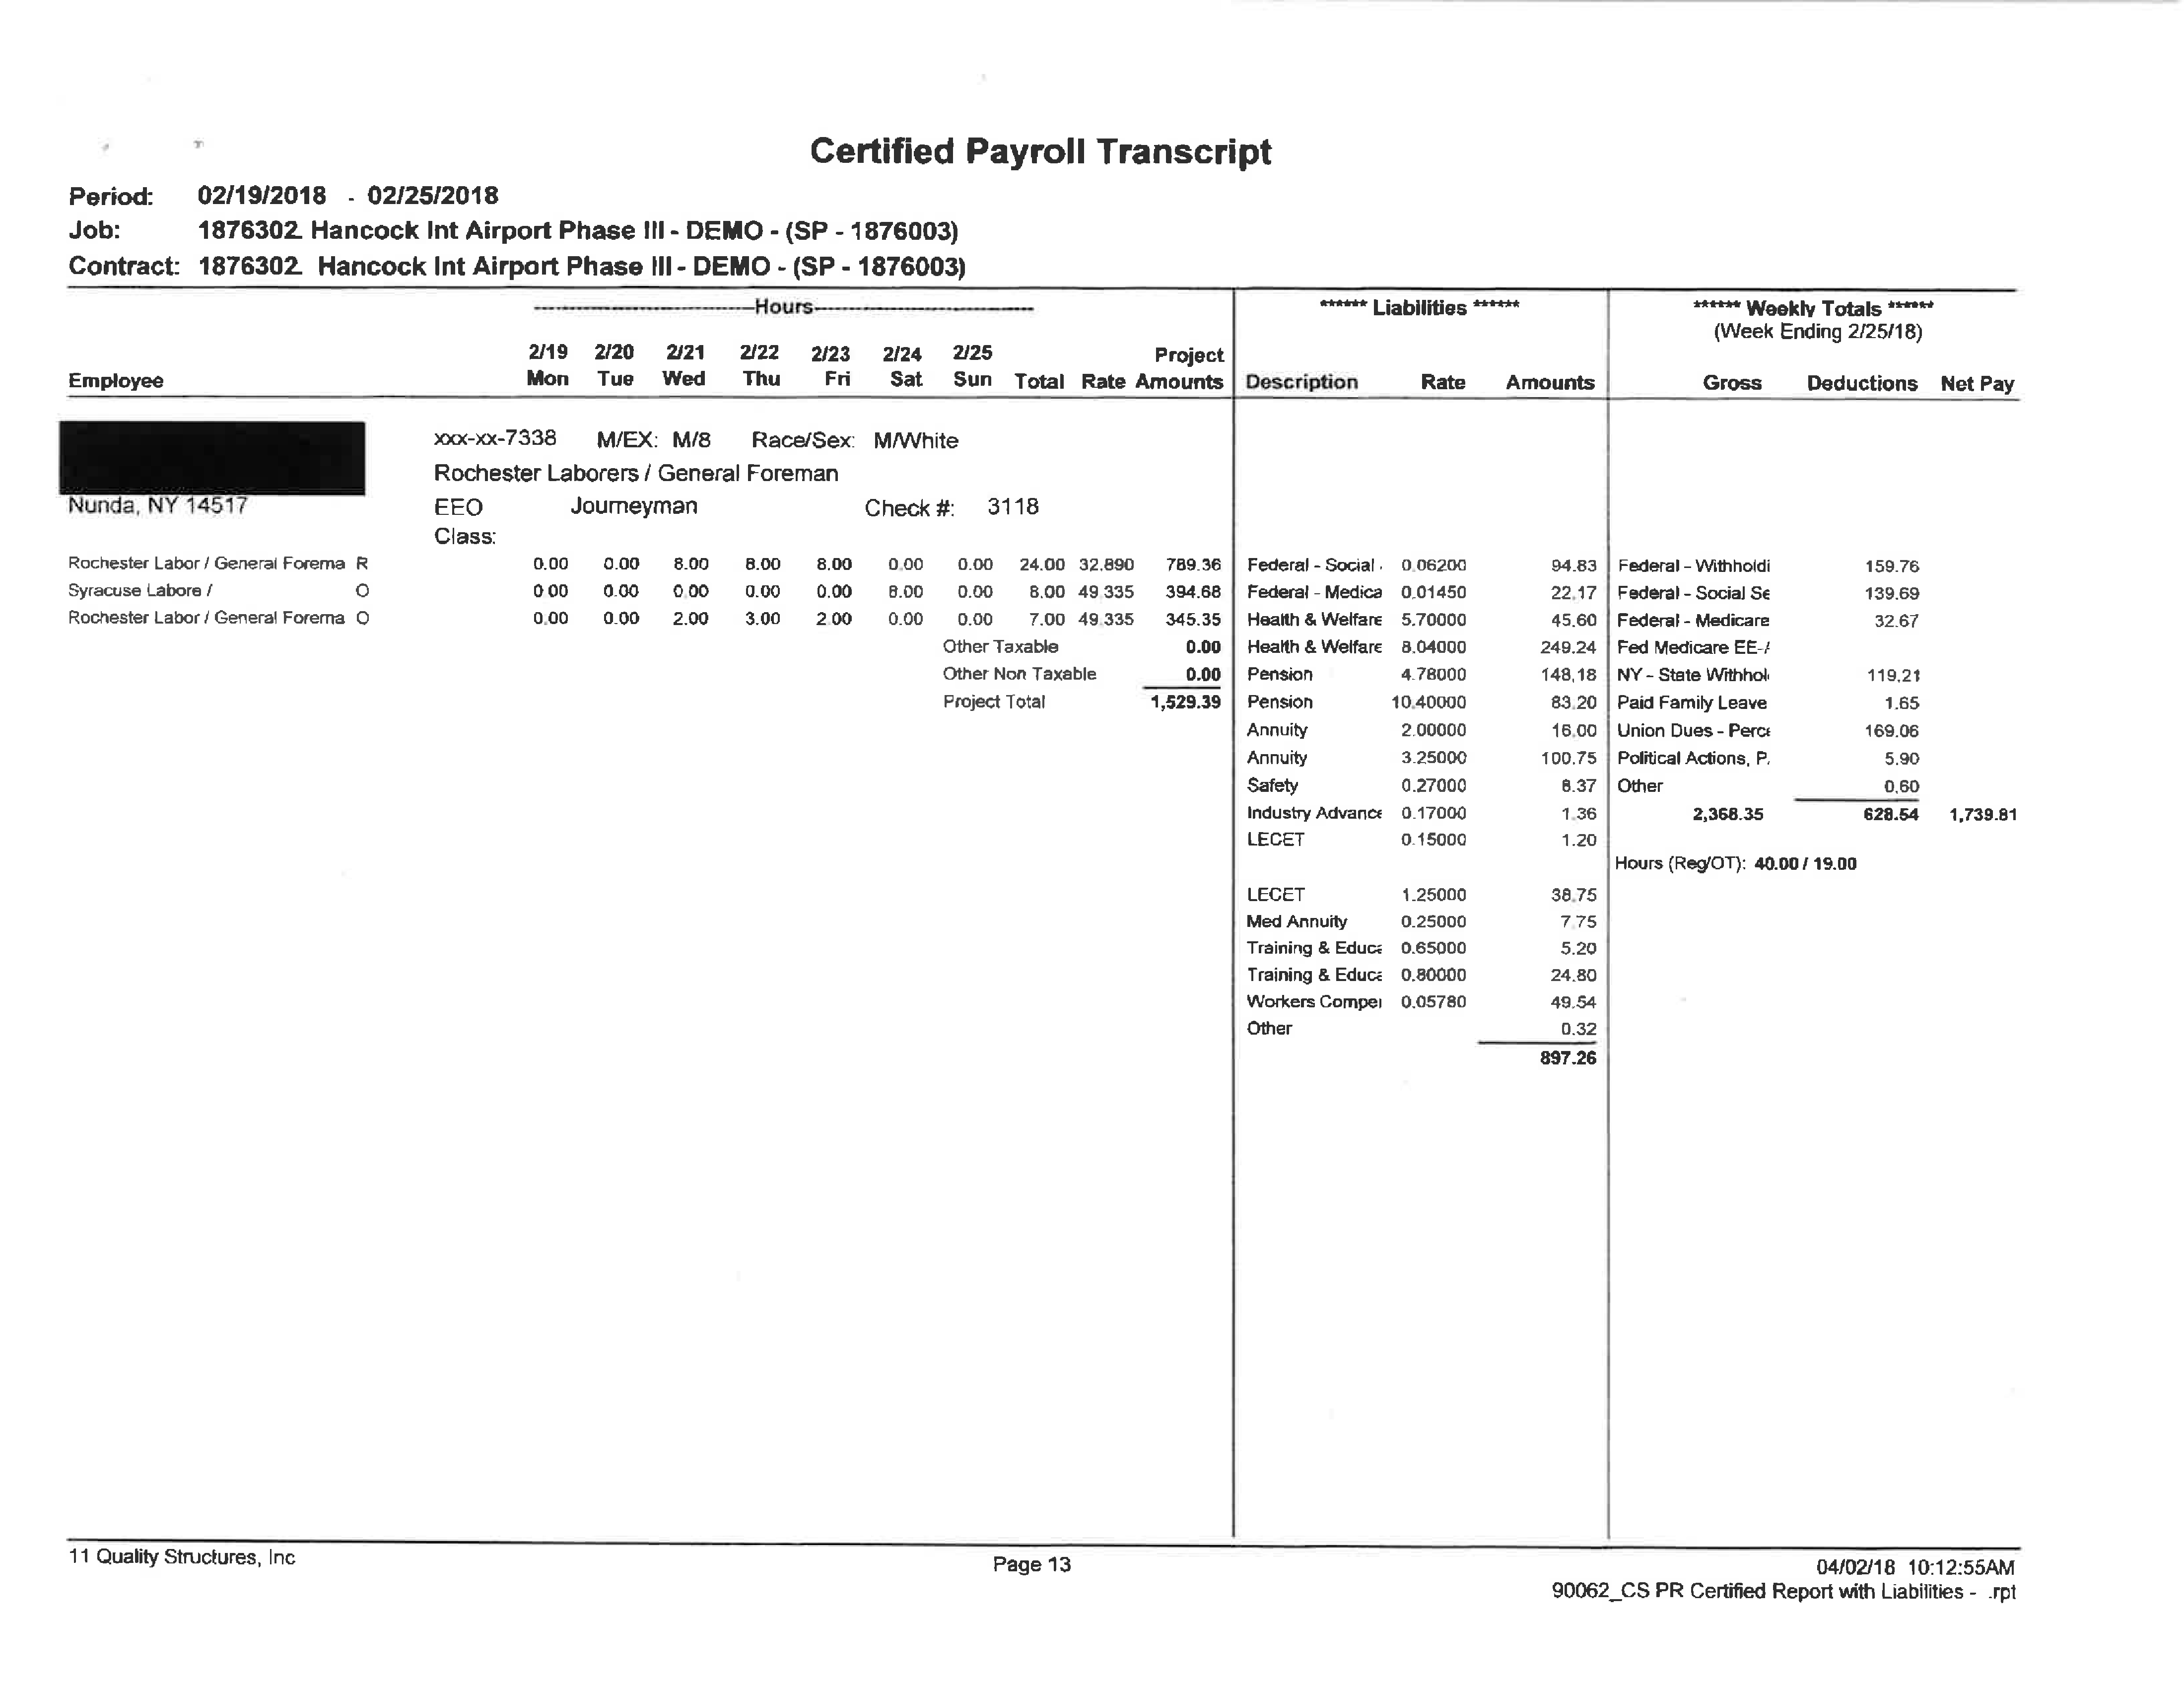 Certified Payroll Transcript
Period: 02/19/2018 - 02/25/2018
Job: 1876302. Hancock Int Airport Phase III - DEMO - (SP - 1876003)
Contract: 1876302. Hancock Int Airport Phase III - DEMO - (SP - 1876003)
Hours ****** Liabilities ****** ****** Weekly Totals ******
(Week Ending 2/25/18)
2/19 2/20 2/21 2/22 2/23 2/24 2/25 Project
Employee Mon Tue Wed Thu Fri Sat Sun Total Rate Amounts Description Rate Amounts Gross Deductions Net Pay
xxx-xx-7338 M/EX: M/8 Race/Sex: M/White
Rochester Laborers / General Foreman
Nunda, NY 14517 EEO Journeyman Check #: 3118
Class:
Rochester Labor / General Forema R 0.00 0.00 8.00 8.00 8.00 0.00 0.00 24.00 32.890 789.36 Federal - Social 0.06200 94.83 Federal - Withholdi 159.76
Syracuse Labore / O 0.00 0.00 0.00 0.00 0.00 8.00 0.00 8.00 49.335 394.68 Federal - Medica 0.01450 22.17 Federal - Social Se 139.69
Rochester Labor / General Forema O 0.00 0.00 2.00 3.00 2.00 0.00 0.00 7.00 49.335 345.35 Health & Welfare 5.70000 45.60 Federal - Medicare 32.67
Other Taxable 0.00 Health & Welfare 8.04000 249.24 Fed Medicare EE-/
Other Non Taxable 0.00 Pension 4.78000 148.18 NY - State Withhol 119.21
Project Total 1,529.39 Pension 10.40000 83.20 Paid Family Leave 1.65
Annuity 2.00000 16.00 Union Dues - Perce 169.06
Annuity 3.25000 100.75 Political Actions, P. 5.90
Safety 0.27000 8.37 Other 0.60
Industry Advance 0.17000 1.36 2,368.35 628.54 1,739.81
LECET 0.15000 1.20
Hours (Reg/OT): 40.00 / 19.00
LECET 1.25000 38.75
Med Annuity 0.25000 7.75
Training & Educa 0.65000 5.20
Training & Educa 0.80000 24.80
Workers Compe 0.05780 49.54
Other 0.32
897.26
11 Quality Structures, Inc Page 13 04/02/18 10:12:55AM
90062_CS PR Certified Report with Liabilities - .rpt